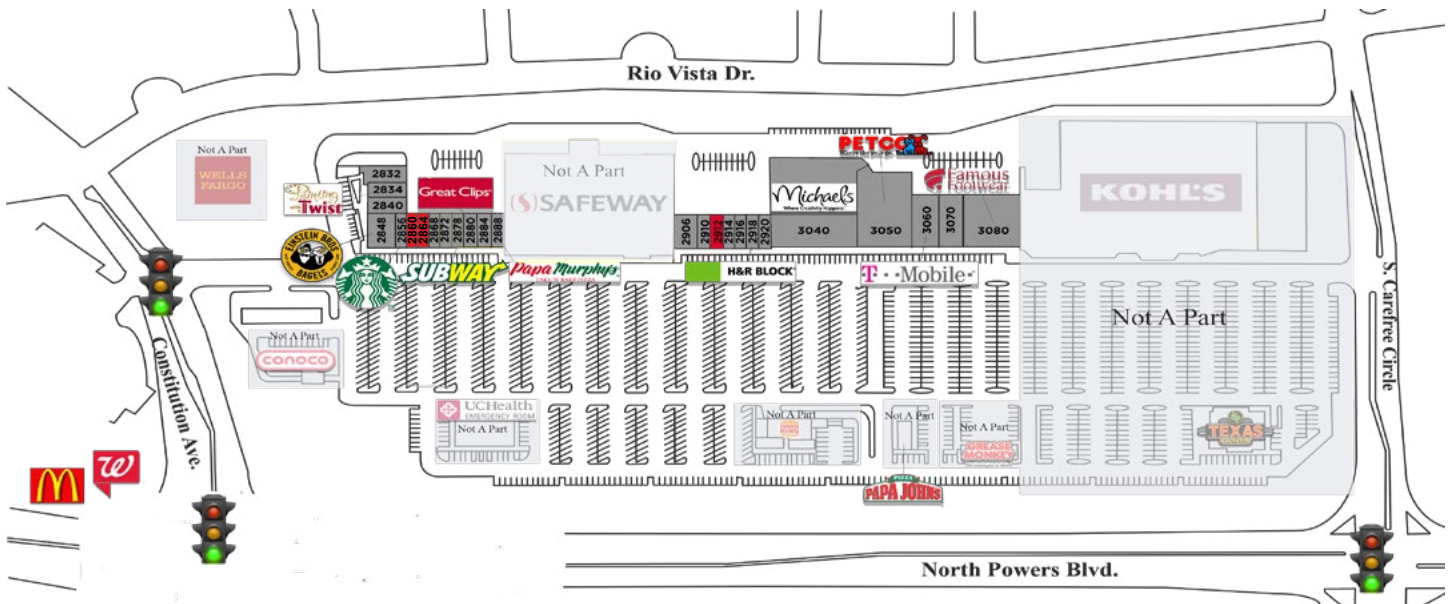 Rio Vista Dr.
Not A Part
WELLS
FARGO
Painting
with a
Twist
2832
2834
2840
2848
2856
2860
2864
2868
2872
2878
2880
2884
2888
Great Clips
Not A Part
SAFEWAY
2906
2910
2912
2914
2916
2918
2920
Michaels
Where Creativity Happens
3040
PETCO
3050
Famous
Footwear
3060
3070
3080
KOHL'S
EINSTEIN BROS
BAGELS
SUBWAY
Papa Murphy's
H&R BLOCK
T-Mobile
Not A Part
S. Carefree Circle
Constitution Ave.
Not A Part
conoco
UCHealth
EMERGENCY ROOM
Not A Part
Not A Part
Not A Part
PIZZA
PAPA JOHNS
Not A Part
GREASE
MONKEY
TEXAS
W
M
North Powers Blvd.